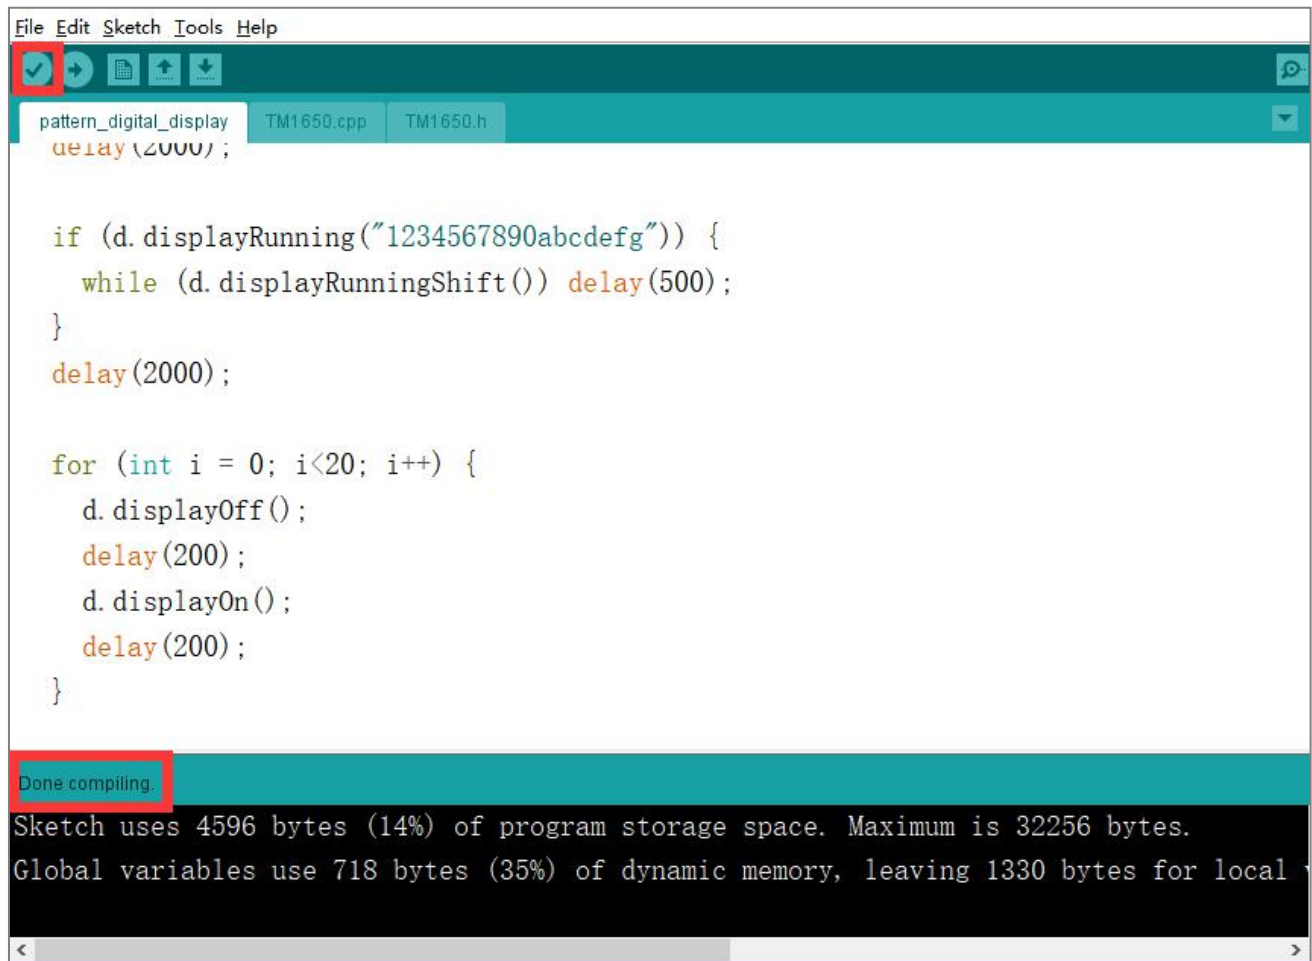 File Edit Sketch Tools Help
pattern_digital_display TM1650.cpp TM1650.h
delay(2000);
if (d.displayRunning("1234567890abcdefg")) {
while (d.displayRunningShift()) delay(500);
}
delay(2000);
for (int i = 0; i<20; i++) {
d.displayOff();
delay(200);
d.displayOn();
delay(200);
}
Done compiling.
Sketch uses 4596 bytes (14%) of program storage space. Maximum is 32256 bytes.
Global variables use 718 bytes (35%) of dynamic memory, leaving 1330 bytes for local